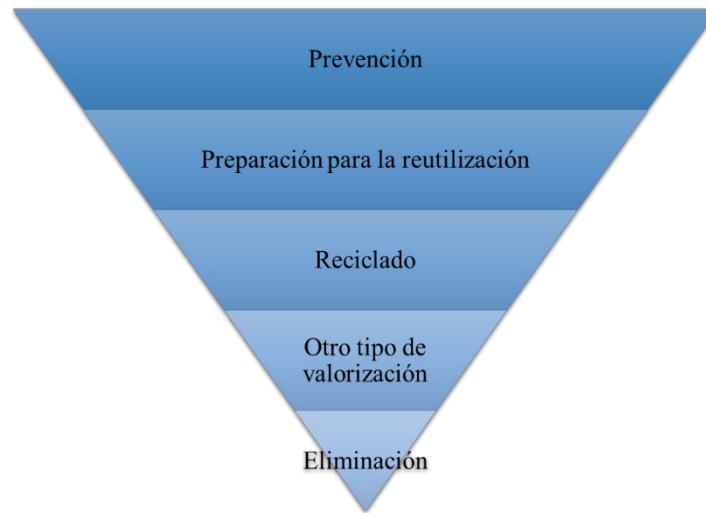 Prevención
Preparación para la reutilización
Reciclado
Otro tipo de
valorización
Eliminación